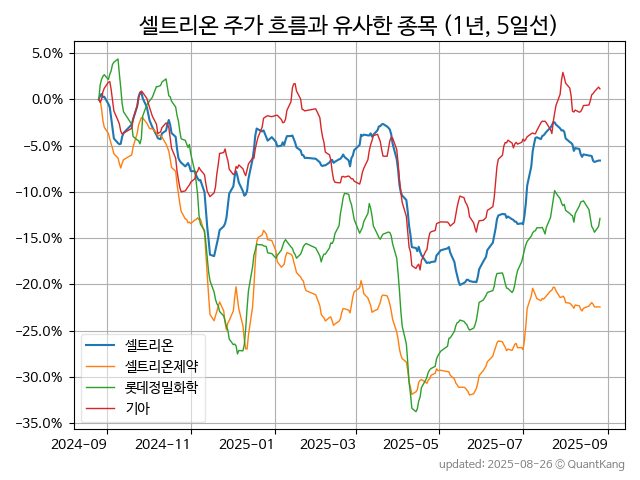 셀트리온 주가 흐름과 유사한 종목 (1년, 5일선)
5.0%
0.0%
−5.0%
−10.0%
−15.0%
−20.0%
−25.0%
−30.0%
−35.0%
셀트리온
셀트리온제약
롯데정밀화학
기아
2024−09 2024−11 2025−01 2025−03 2025−05 2025−07 2025−09
updated: 2025-08-26 © QuantKang